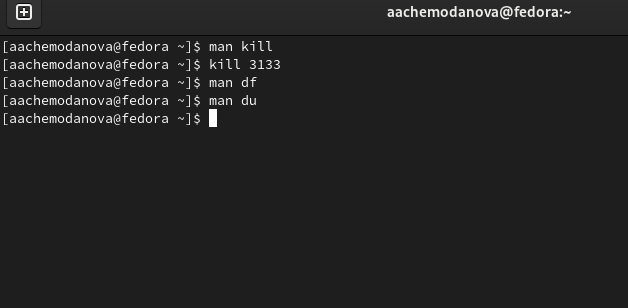 aachemodanova@fedora:~
[aachemodanova@fedora ~]$ man kill
[aachemodanova@fedora ~]$ kill 3133
[aachemodanova@fedora ~]$ man df
[aachemodanova@fedora ~]$ man du
[aachemodanova@fedora ~]$